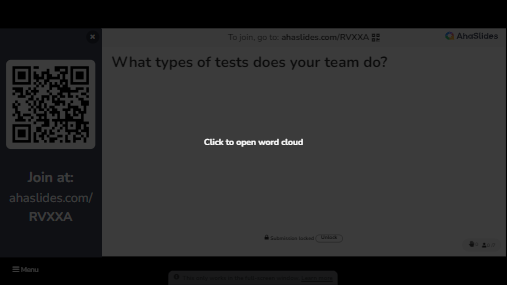 To join, go to: ahaslides.com/RVXXA
AhaSlides
What types of tests does your team do?
Click to open word cloud
Join at:
ahaslides.com/
RVXXA
Menu